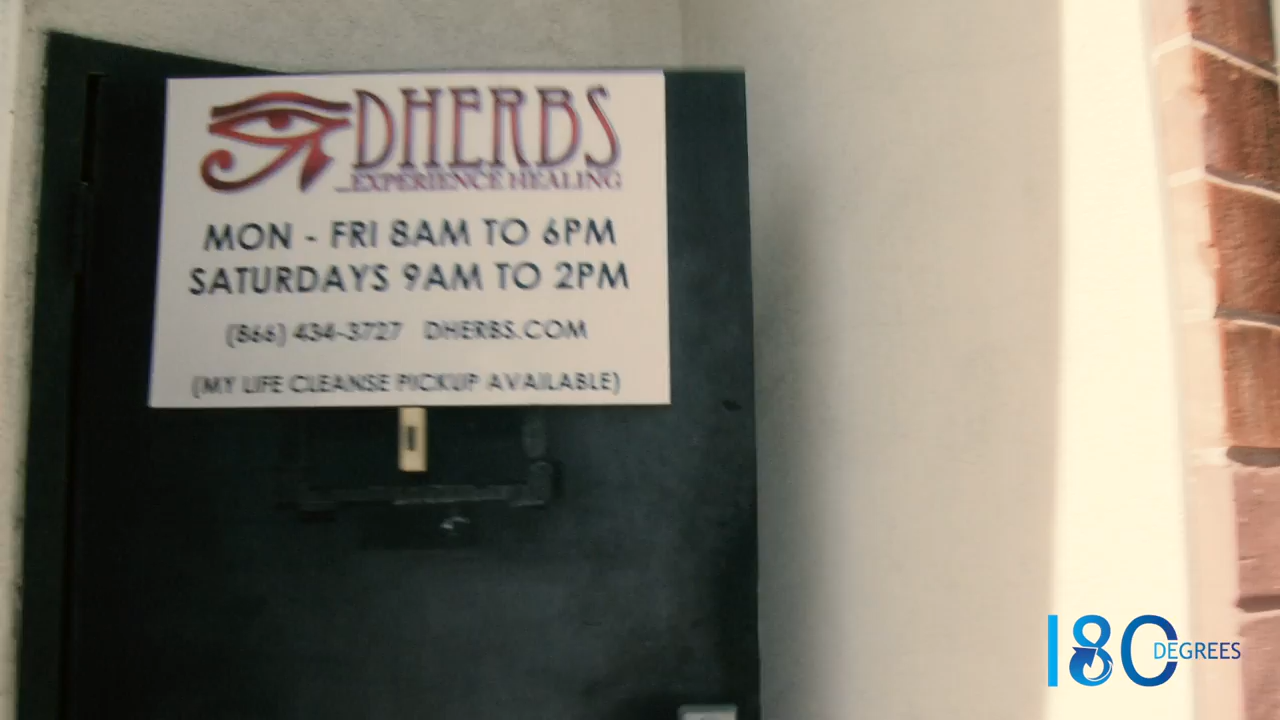 DHERBS
...EXPERIENCE HEALING
MON - FRI 8AM TO 6PM
SATURDAYS 9AM TO 2PM
(866) 434-3727 DHERBS.COM
(MY LIFE CLEANSE PICKUP AVAILABLE)
180 DEGREES